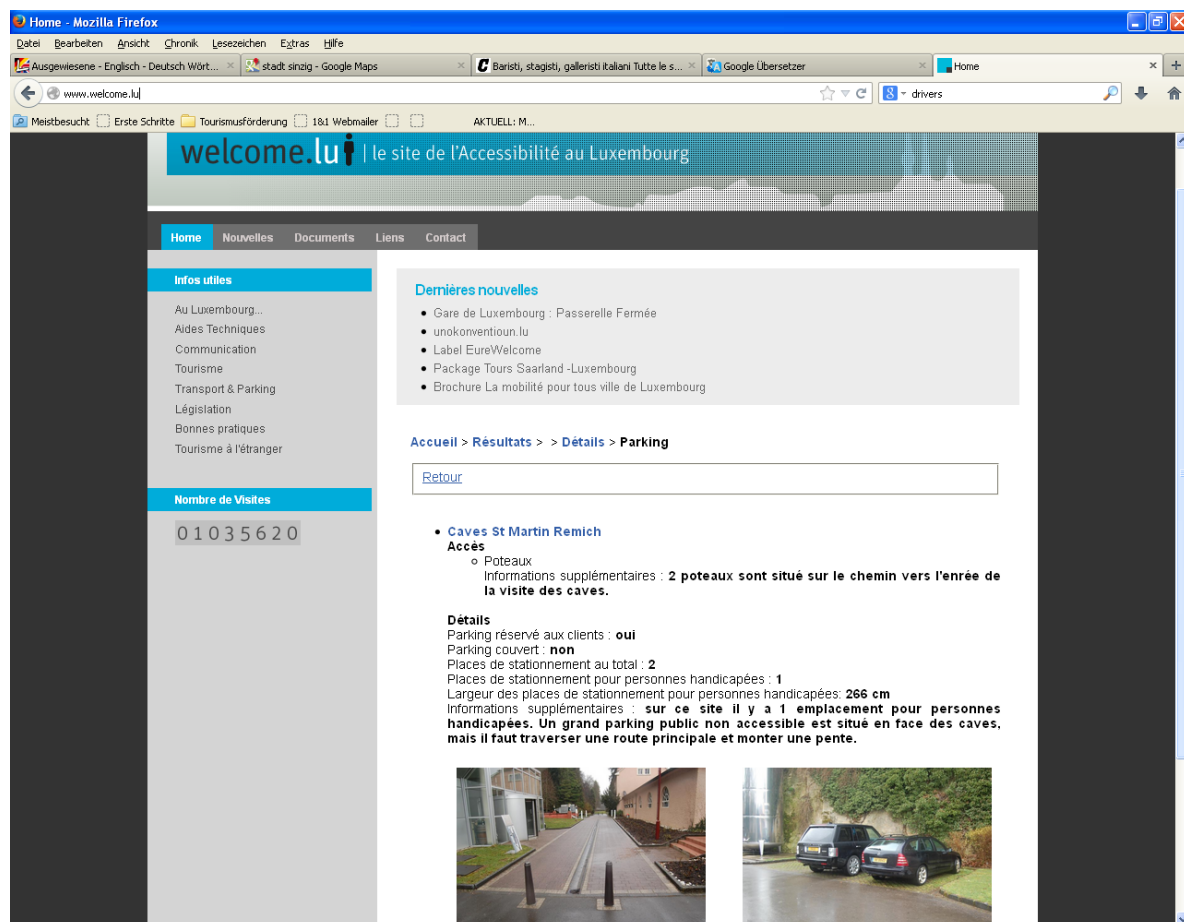 Home - Mozilla Firefox
Datei Bearbeiten Ansicht Chronik Lesezeichen Extras Hilfe
Ausgewiesene - Englisch - Deutsch Wört... stadt sinzig - Google Maps Baristi, stagisti, galleristi italiani Tutte le s... Google Übersetzer Home
www.welcome.lu drivers
Meistbesucht Erste Schritte Tourismusförderung 1&1 Webmailer AKTUELL: M...
welcome.lu | le site de l'Accessibilité au Luxembourg
Home Nouvelles Documents Liens Contact
Infos utiles
Au Luxembourg...
Aides Techniques
Communication
Tourisme
Transport & Parking
Législation
Bonnes pratiques
Tourisme à l'étranger
Nombre de Visites
01035620
Dernières nouvelles
Gare de Luxembourg : Passerelle Fermée
unokonventioun.lu
Label EureWelcome
Package Tours Saarland -Luxembourg
Brochure La mobilité pour tous ville de Luxembourg
Accueil > Résultats > > Détails > Parking
Retour
Caves St Martin Remich
Accès
Poteaux
Informations supplémentaires : 2 poteaux sont situé sur le chemin vers l'enrée de
la visite des caves.
Détails
Parking réservé aux clients : oui
Parking couvert : non
Places de stationnement au total : 2
Places de stationnement pour personnes handicapées : 1
Largeur des places de stationnement pour personnes handicapées: 266 cm
Informations supplémentaires : sur ce site il y a 1 emplacement pour personnes
handicapées. Un grand parking public non accessible est situé en face des caves,
mais il faut traverser une route principale et monter une pente.